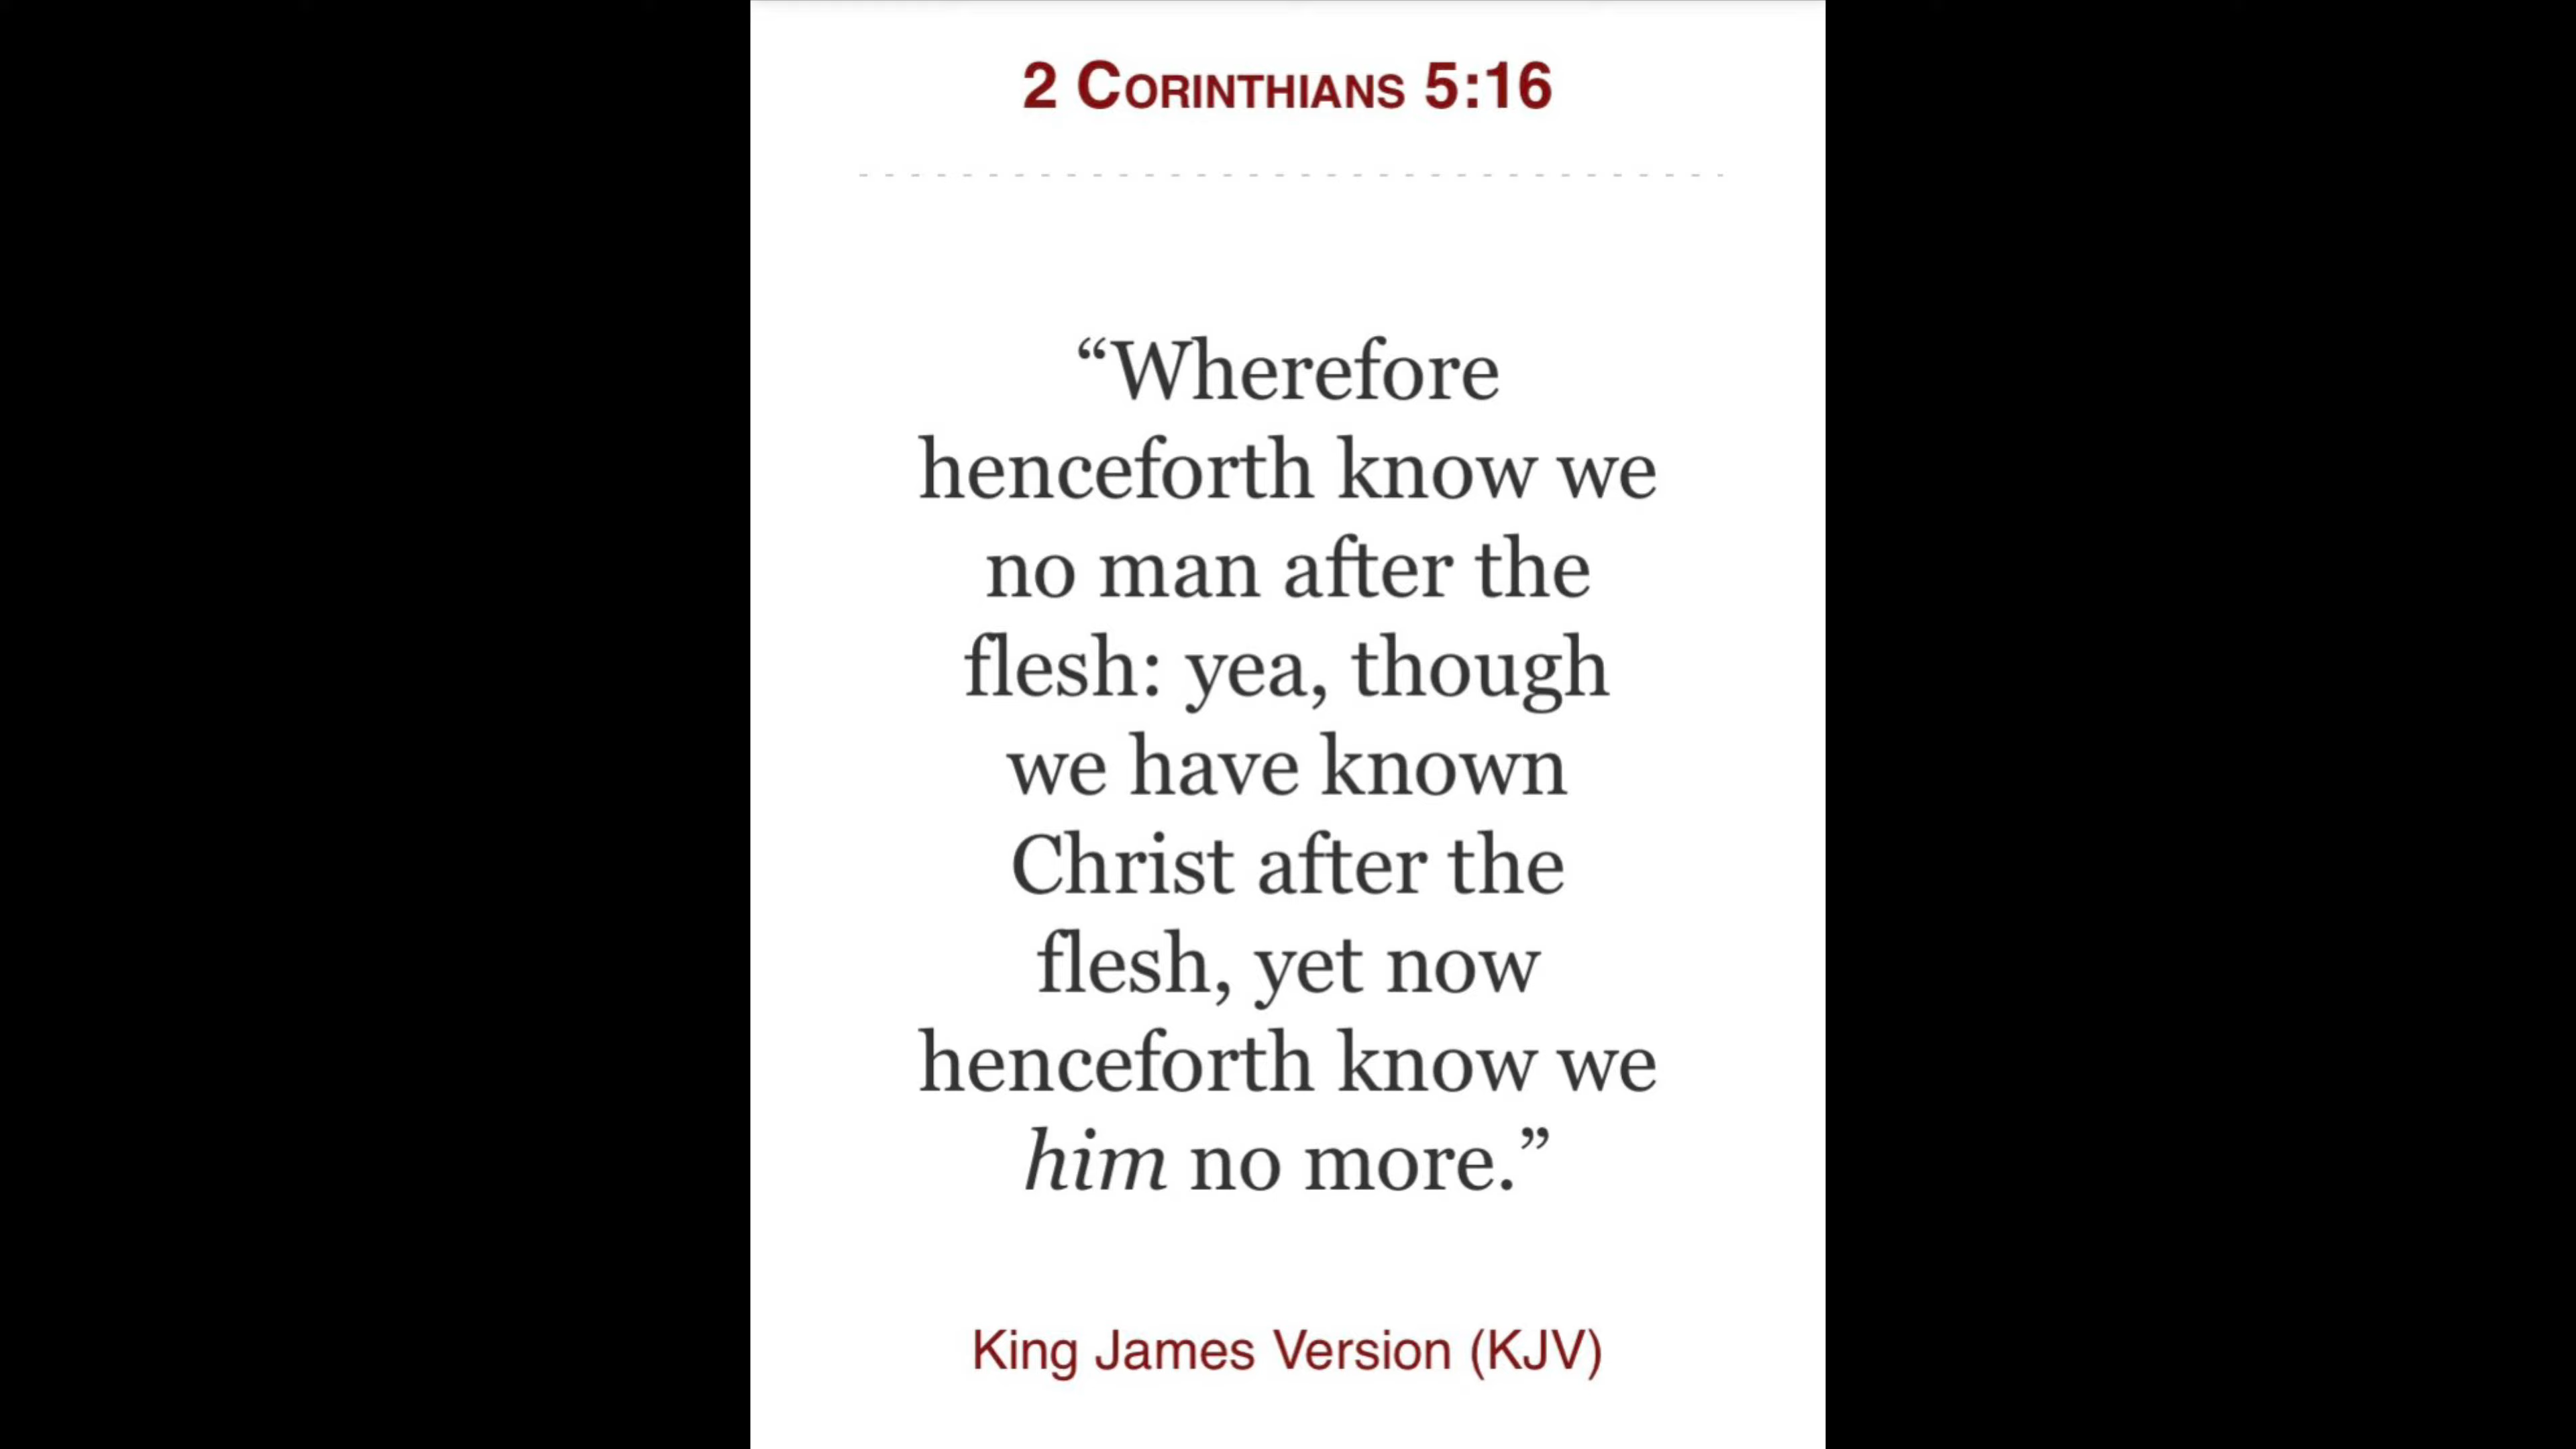 2 Corinthians 5:16
“Wherefore
henceforth know we
no man after the
flesh: yea, though
we have known
Christ after the
flesh, yet now
henceforth know we
him no more.”
King James Version (KJV)